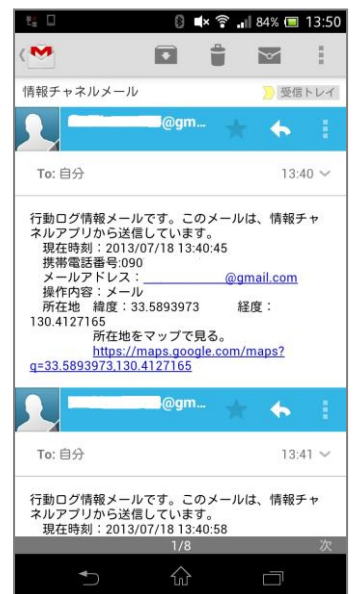 84% 13:50
情報チャネルメール 受信トレイ
@gm...
To: 自分 13:40
行動ログ情報メールです。このメールは、情報チャ
ネルアプリから送信しています。
現在時刻：2013/07/18 13:40:45
携帯電話番号:090
メールアドレス： @gmail.com
操作内容：メール
所在地 緯度：33.5893973 経度：
130.4127165
所在地をマップで見る。
https://maps.google.com/maps?
q=33.5893973,130.4127165
@gm...
To: 自分 13:41
行動ログ情報メールです。このメールは、情報チャ
ネルアプリから送信しています。
現在時刻：2013/07/18 13:40:58
1/8 次